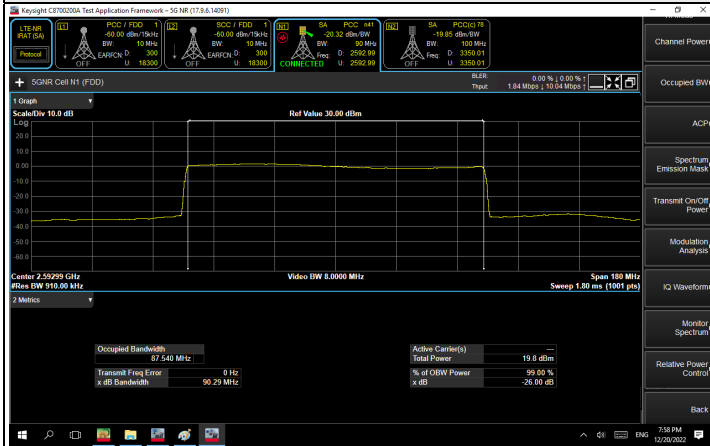 Keysight C8700200A Test Application Framework – 5G NR (17.9.6.14091)
LTE-NR
IRAT (SA)
Protocol
L1
PCC / FDD 1
-60.00 dBm/15kHz
BW: 10 MHz
EARFCN: D: 300
U: 18300
OFF
L2
SCC / FDD 1
-60.00 dBm/15kHz
BW: 10 MHz
EARFCN: D: 300
U: 18300
OFF
N1
SA PCC n41
-20.32 dBm/BW
BW: 90 MHz
Freq: D: 2592.99
U: 2592.99
CONNECTED
N2
SA PCC(c) 78
-19.85 dBm/BW
BW: 100 MHz
Freq: D: 3350.01
U: 3350.01
OFF
5GNR Cell N1 (FDD)
BLER: 0.00 % ↓ 0.00 % ↑
Thput: 1.84 Mbps ↓ 10.04 Mbps ↑
1 Graph
Scale/Div 10.0 dB
Ref Value 30.00 dBm
Log
20.0
10.0
0.00
-10.0
-20.0
-30.0
-40.0
-50.0
-60.0
Center 2.59299 GHz
Video BW 8.0000 MHz
Span 180 MHz
#Res BW 910.00 kHz
Sweep 1.80 ms (1001 pts)
2 Metrics
Occupied Bandwidth
87.540 MHz
Transmit Freq Error 0 Hz
x dB Bandwidth 90.29 MHz
Active Carrier(s) —
Total Power 19.8 dBm
% of OBW Power 99.00 %
x dB -26.00 dB
Channel Power
Occupied BW
ACP
Spectrum
Emission Mask
Transmit On/Off
Power
Modulation
Analysis
IQ Waveform
Monitor
Spectrum
Relative Power
Control
Back
ENG
7:58 PM
12/20/2022